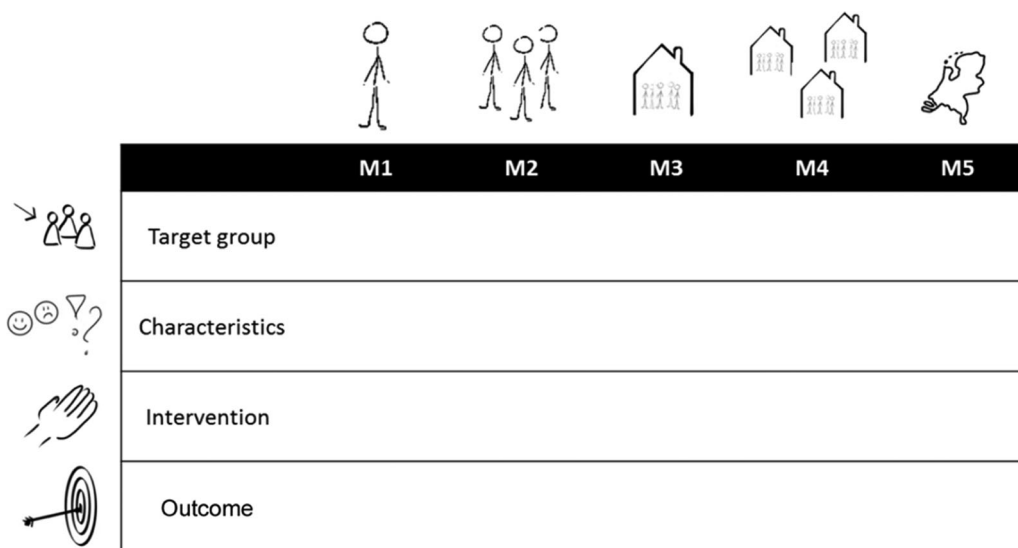 M1 M2 M3 M4 M5
Target group
Characteristics
Intervention
Outcome